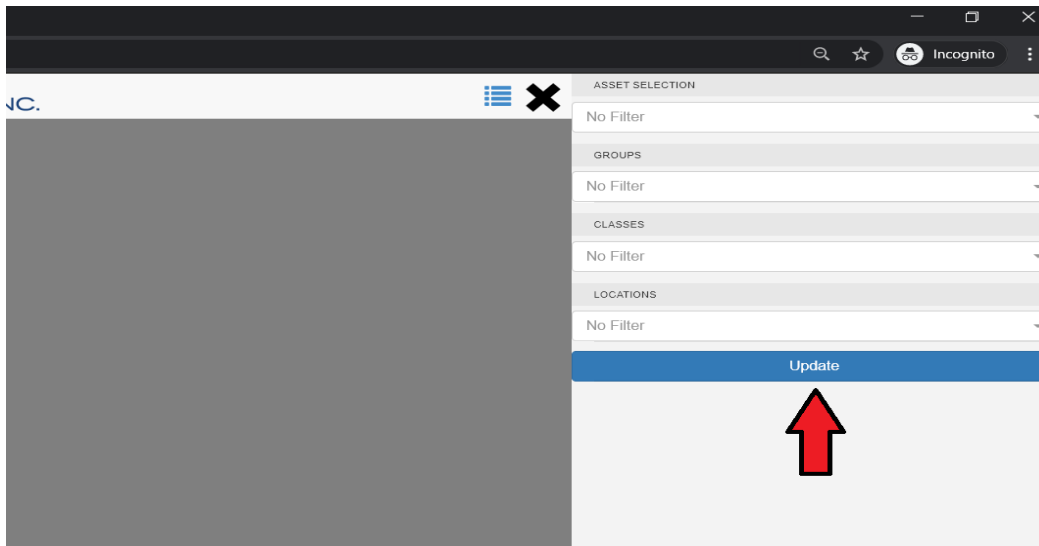 Incognito
NC.
ASSET SELECTION
No Filter
GROUPS
No Filter
CLASSES
No Filter
LOCATIONS
No Filter
Update